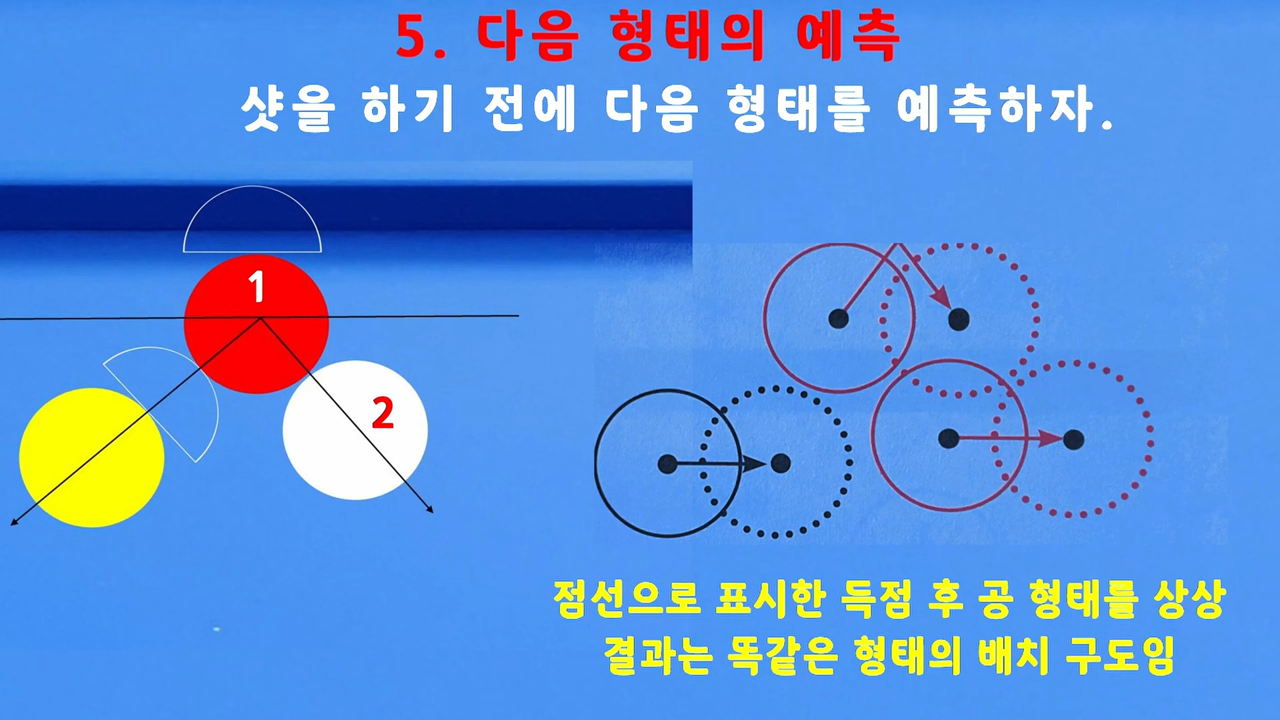 5. 다음 형태의 예측
샷을 하기 전에 다음 형태를 예측하자.
1
2
점선으로 표시한 득점 후 공 형태를 상상
결과는 똑같은 형태의 배치 구도임